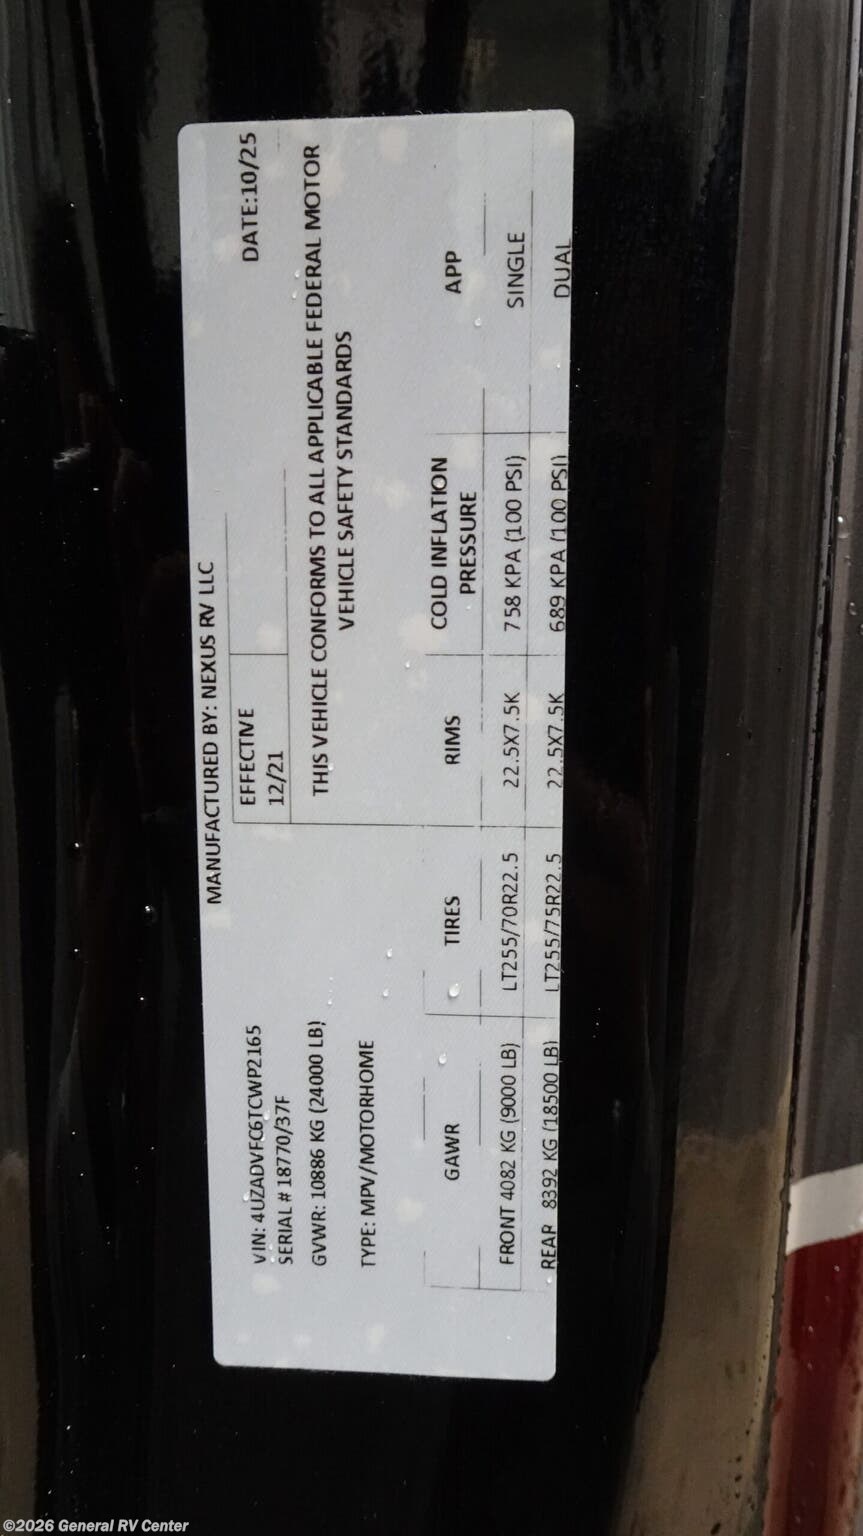 MANUFACTURED BY: NEXUS RV LLC
DATE:10/25
VIN: 4UZADVFC6TCWP2165
SERIAL # 18770/37F
GVWR: 10886 KG (24000 LB)
TYPE: MPV/MOTORHOME
EFFECTIVE
12/21
THIS VEHICLE CONFORMS TO ALL APPLICABLE FEDERAL MOTOR
VEHICLE SAFETY STANDARDS
GAWR TIRES RIMS COLD INFLATION PRESSURE APP
FRONT 4082 KG (9000 LB) LT255/70R22.5 22.5X7.5K 758 KPA (100 PSI) SINGLE
REAR 8392 KG (18500 LB) LT255/75R22.5 22.5X7.5K 689 KPA (100 PSI) DUAL
©2026 General RV Center